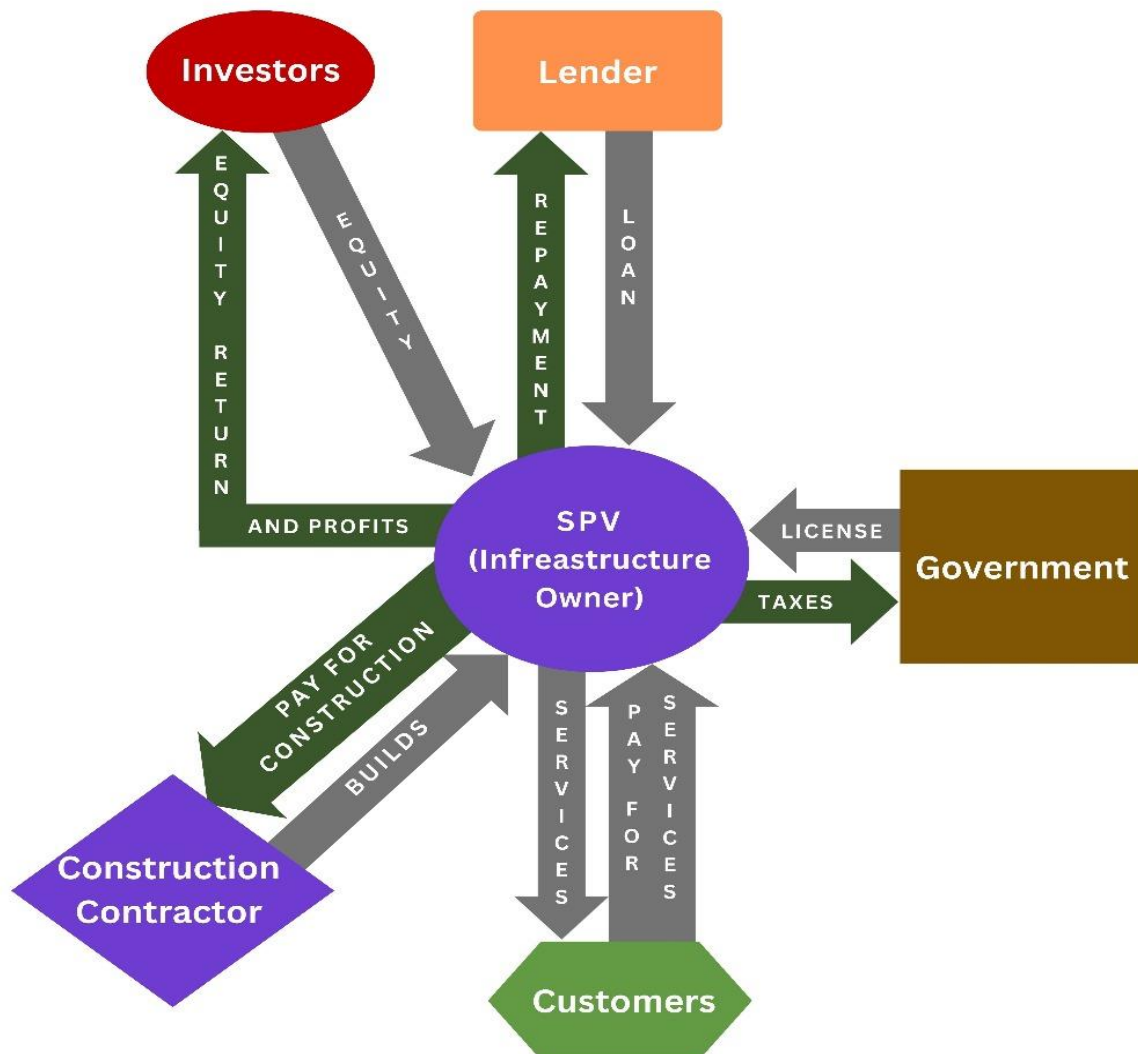 Investors
Lender
EQUITY RETURN
AND PROFITS
EQUITY
REPAYMENT
LOAN
SPV
(Infreastructure
Owner)
LICENSE
TAXES
Government
PAY FOR
CONSTRUCTION
BUILDS
SERVICES
PAY FOR
SERVICES
Construction
Contractor
Customers